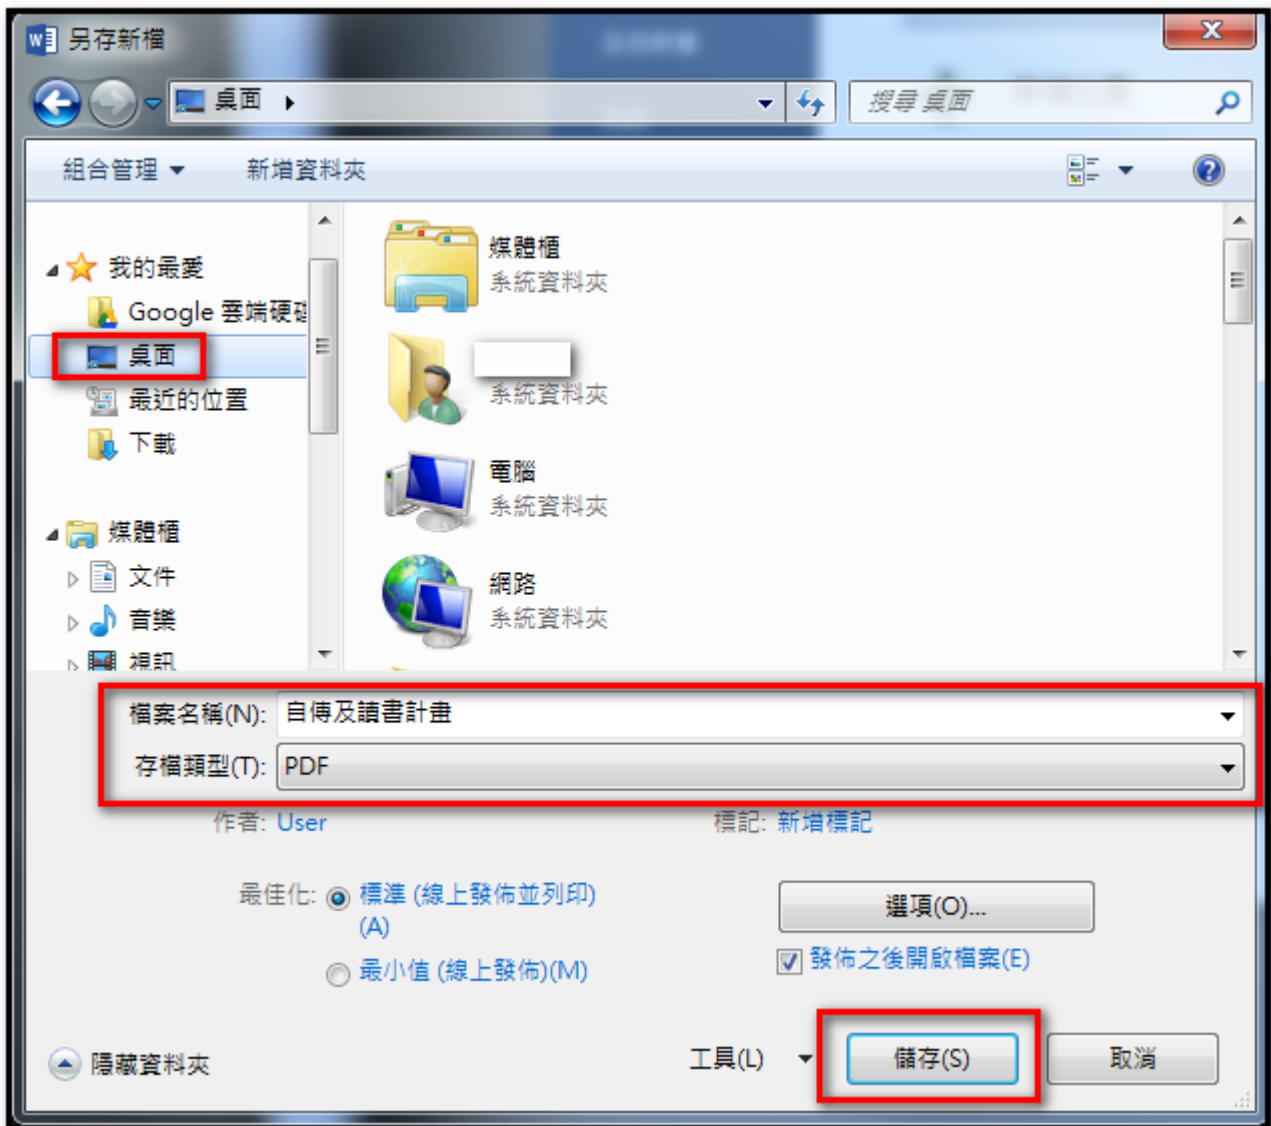 另存新檔
桌面
搜尋 桌面
組合管理
新增資料夾
我的最愛
Google 雲端硬碟
桌面
最近的位置
下載
媒體櫃
文件
音樂
視訊
媒體櫃
系統資料夾
系統資料夾
電腦
系統資料夾
網路
系統資料夾
檔案名稱(N): 自傳及讀書計畫
存檔類型(T): PDF
作者: User
標記: 新增標記
最佳化: 標準 (線上發佈並列印)
(A)
最小值 (線上發佈)(M)
選項(O)...
發佈之後開啟檔案(E)
隱藏資料夾
工具(L)
儲存(S)
取消